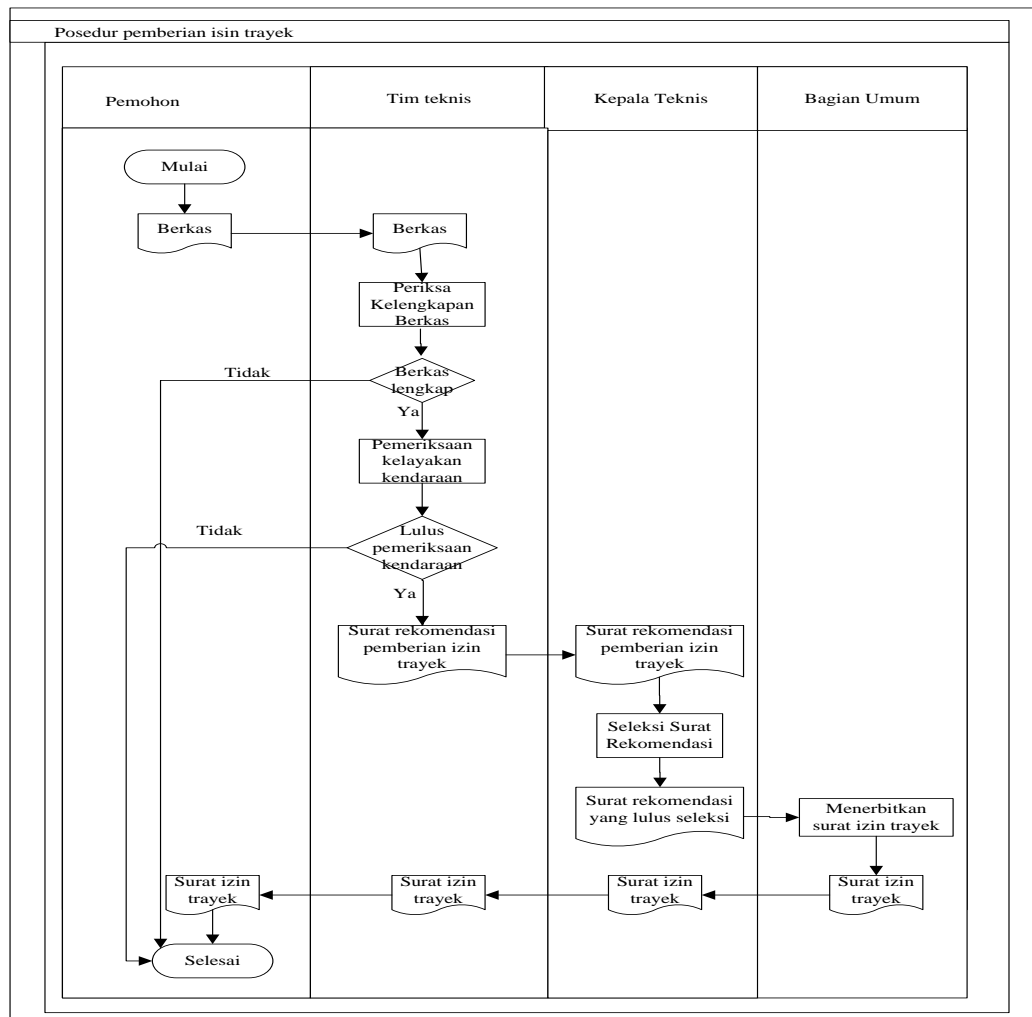 Posedur pemberian isin trayek
Pemohon
Tim teknis
Kepala Teknis
Bagian Umum
Mulai
Berkas
Berkas
Periksa
Kelengkapan
Berkas
Berkas
lengkap
Tidak
Ya
Pemeriksaan
kelayakan
kendaraan
Lulus
pemeriksaan
kendaraan
Tidak
Ya
Surat rekomendasi
pemberian izin
trayek
Surat rekomendasi
pemberian izin
trayek
Seleksi Surat
Rekomendasi
Surat rekomendasi
yang lulus seleksi
Menerbitkan
surat izin trayek
Surat izin
trayek
Surat izin
trayek
Surat izin
trayek
Surat izin
trayek
Selesai